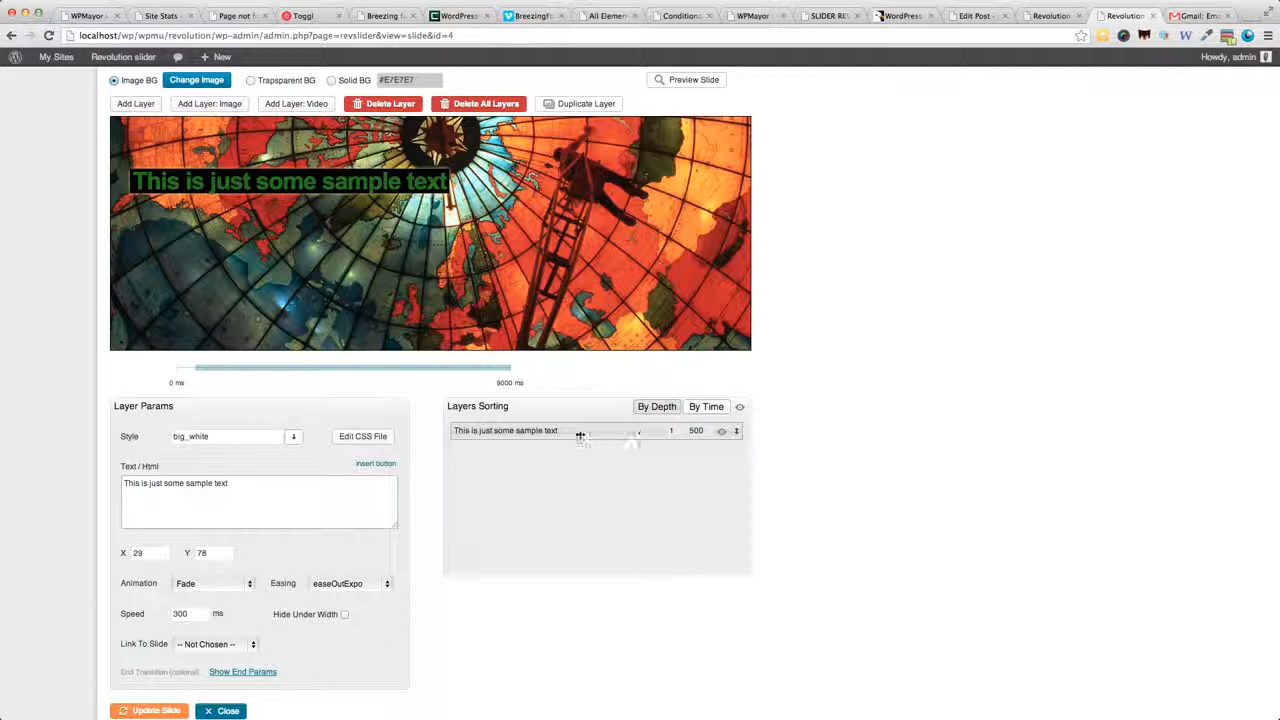 WPMayor
Site Stats -
Page not f
Toggl
Breezing f
WordPress
BreezingFo
All Elemen
Conditiona
WPMayor
SLIDER RE
WordPress
Edit Post -
Revolution
Revolution
Gmail: Ema
localhost/wp/wpmu/revolution/wp-admin/admin.php?page=revslider&view=slide&id=4
My Sites Revolution slider + New Howdy, admin
Image BG Change Image Trapsparent BG Solid BG #E7E7E7 Preview Slide
Add Layer Add Layer: Image Add Layer: Video Delete Layer Delete All Layers Duplicate Layer
This is just some sample text
0 ms 9000 ms
Layer Params
Layers Sorting By Depth By Time
This is just some sample text 1 500
Style big_white Edit CSS File
Text / Html insert button
This is just some sample text
X 29 Y 78
Animation Fade Easing easeOutExpo
Speed 300 ms Hide Under Width
Link To Slide -- Not Chosen --
End Transition (optional) Show End Params
Update Slide X Close